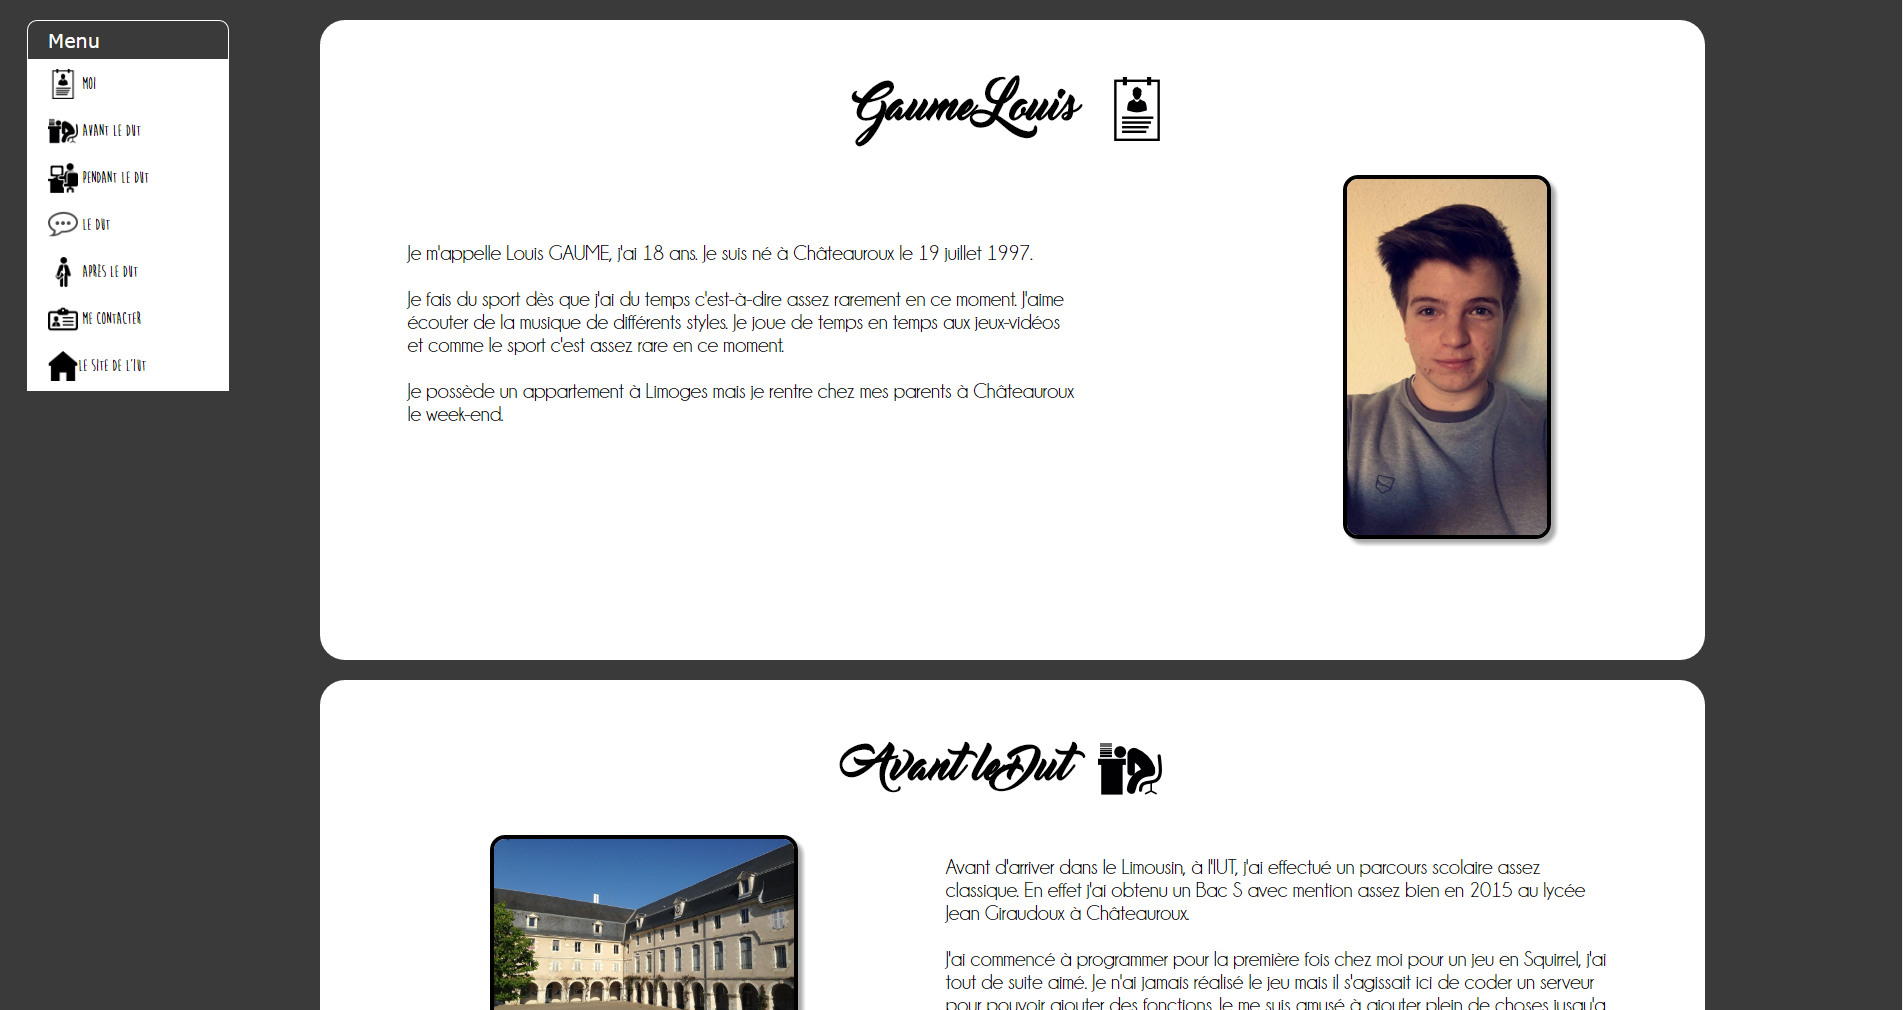 Menu
MOI
AVANT LE DUT
PENDANT LE DUT
LE DUT
APRÈS LE DUT
ME CONTACTER
LE SITE DE L'IUT
Gaume Louis
Je m'appelle Louis GAUME, j'ai 18 ans. Je suis né à Châteauroux le 19 juillet 1997.
Je fais du sport dès que j'ai du temps c'est-à-dire assez rarement en ce moment. J'aime
écouter de la musique de différents styles. Je joue de temps en temps aux jeux-vidéos
et comme le sport c'est assez rare en ce moment.
Je possède un appartement à Limoges mais je rentre chez mes parents à Châteauroux
le week-end.
Avant le Dut
Avant d'arriver dans le Limousin, à l'IUT, j'ai effectué un parcours scolaire assez
classique. En effet j'ai obtenu un Bac S avec mention assez bien en 2015 au lycée
Jean Giraudoux à Châteauroux.
J'ai commencé à programmer pour la première fois chez moi pour un jeu en Squirrel, j'ai
tout de suite aimé. Je n'ai jamais réalisé le jeu mais il s'agissait ici de coder un serveur
pour pouvoir ajouter des fonctions. Je me suis amusé à ajouter plein de choses jusqu'a